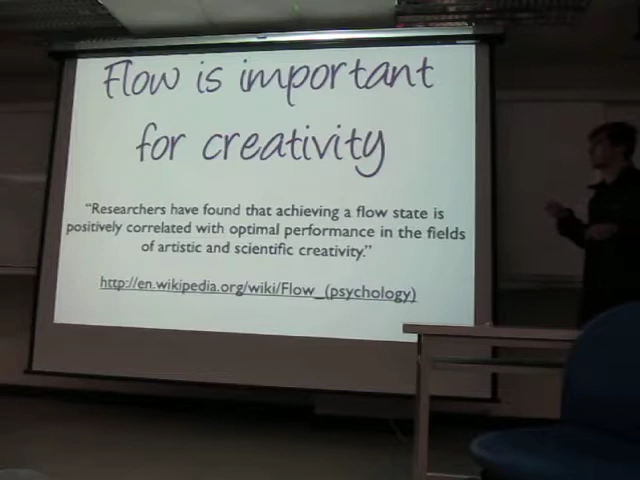 Flow is important
for creativity
“Researchers have found that achieving a flow state is
positively correlated with optimal performance in the fields
of artistic and scientific creativity.”
http://en.wikipedia.org/wiki/Flow_(psychology)